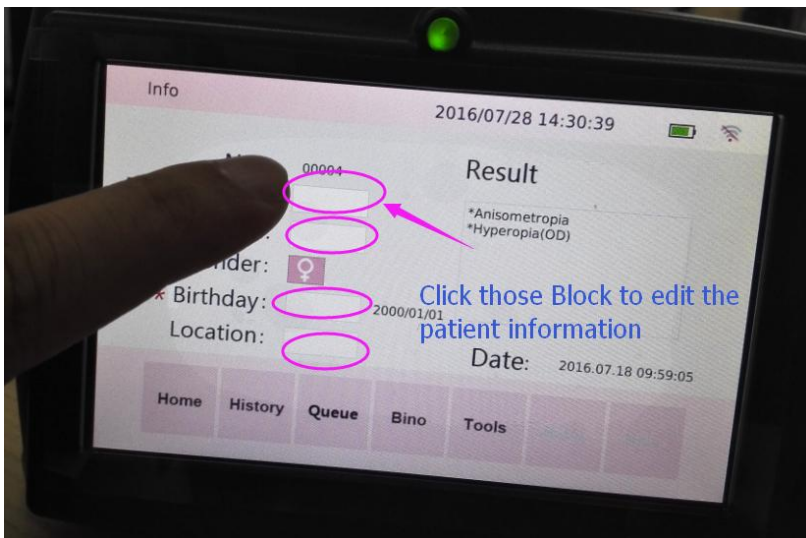 Info
2016/07/28 14:30:39
00004
Result
*Anisometropia
*Hyperopia(OD)
* Birthday:
2000/01/01
Click those Block to edit the
patient information
Location:
Date: 2016.07.18 09:59:05
Home History Queue Bino Tools